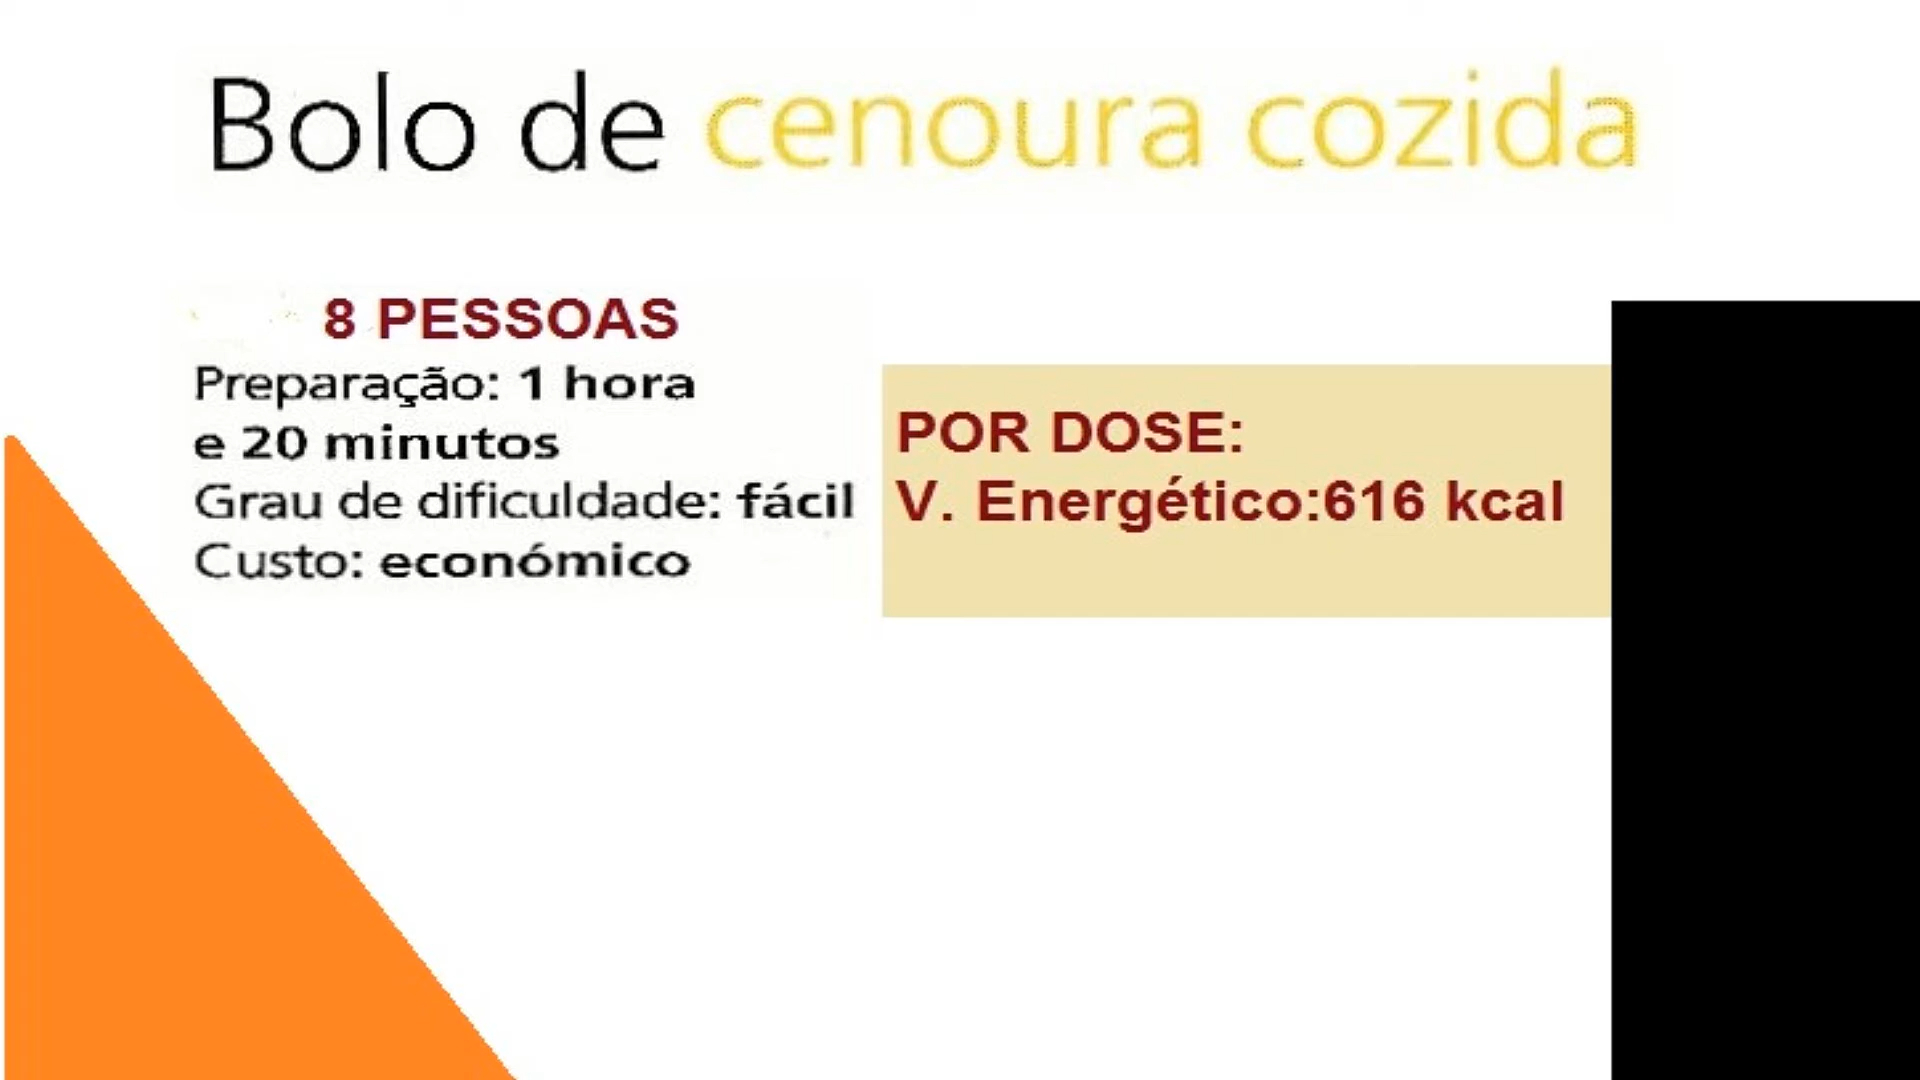 Bolo de cenoura cozida
8 PESSOAS
Preparação: 1 hora
e 20 minutos
Grau de dificuldade: fácil
Custo: económico
POR DOSE:
V. Energético:616 kcal